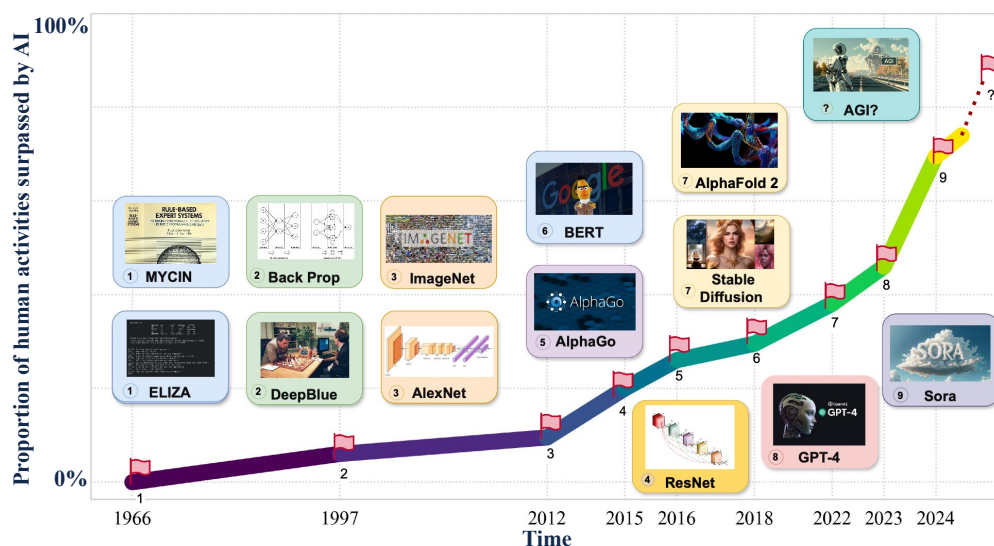 100%
Proportion of human activities surpassed by AI
0%
RULE-BASED
EXPERT SYSTEMS
1 MYCIN
2 Back Prop
IMAGENET
3 ImageNet
ELIZA
1 ELIZA
2 DeepBlue
3 AlexNet
Google
6 BERT
AlphaGo
5 AlphaGo
7 AlphaFold 2
7 Stable
Diffusion
AGI
? AGI?
4 ResNet
OpenAI
GPT-4
8 GPT-4
SORA
9 Sora
1
2
3
4
5
6
7
8
9
?
1966
1997
2012
2015
2016
2018
2022
2023
2024
Time